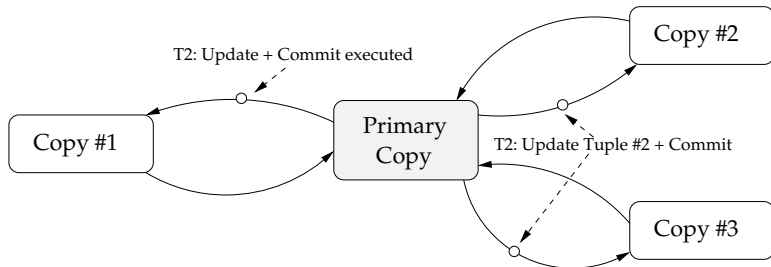 Copy #2
T2: Update + Commit executed
Primary
Copy
Copy #1
T2: Update Tuple #2 + Commit
Copy #3